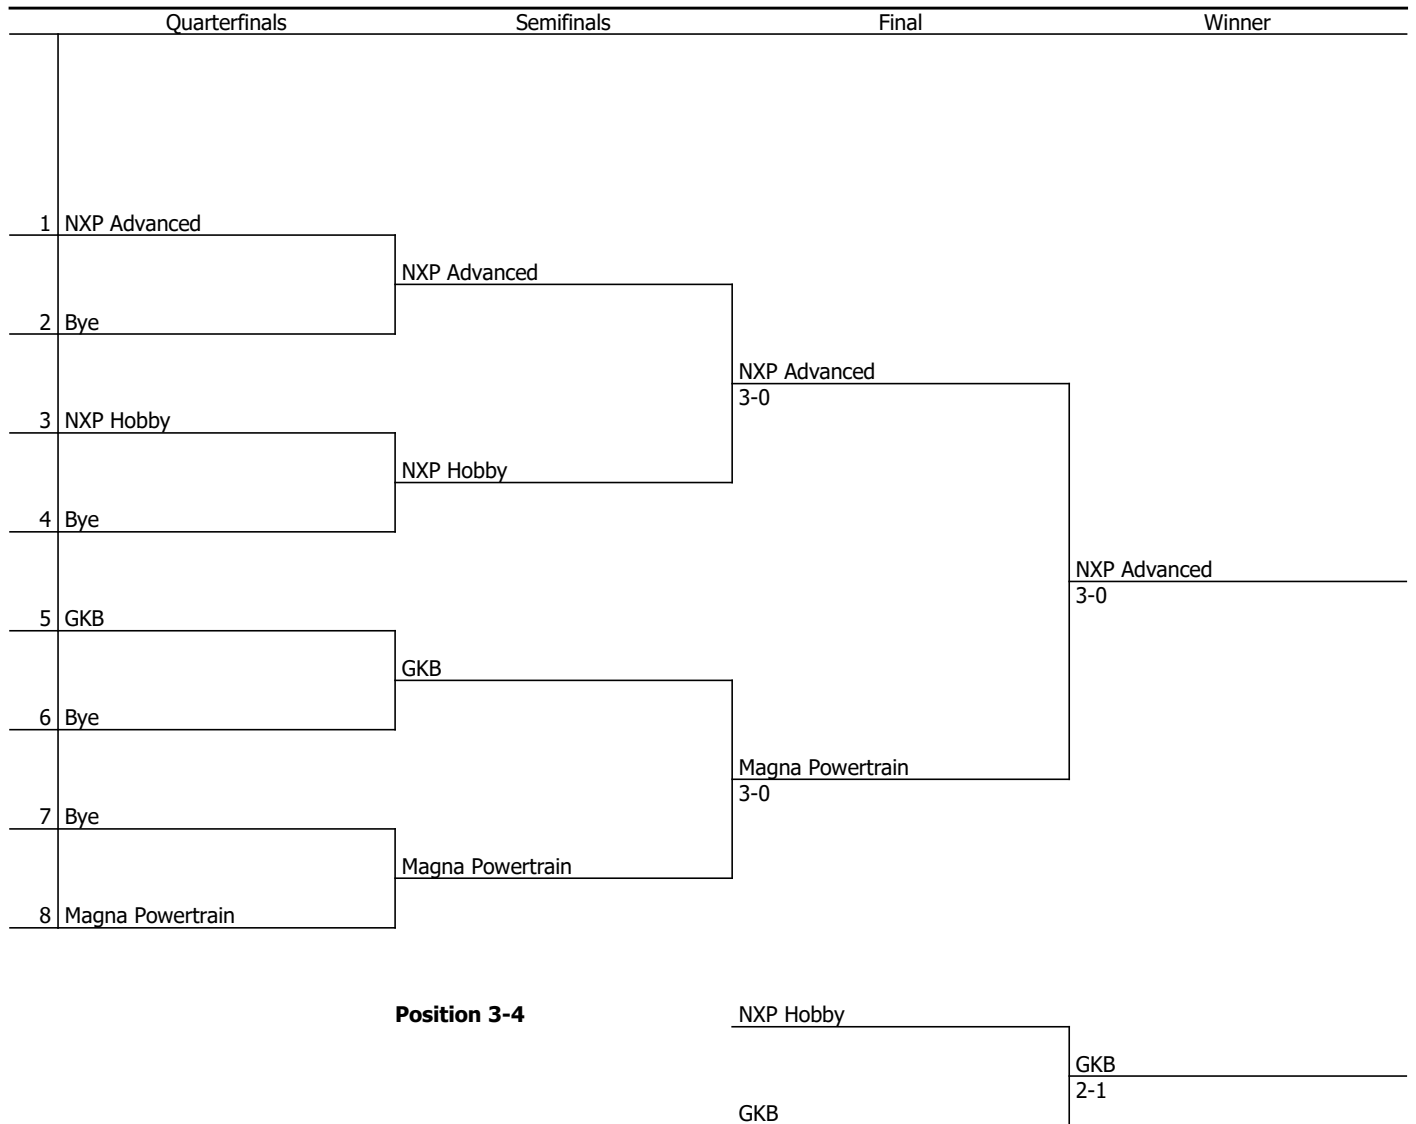 Quarterfinals Semifinals Final Winner
1 NXP Advanced
NXP Advanced
2 Bye
NXP Advanced
3-0
3 NXP Hobby
NXP Hobby
4 Bye
NXP Advanced
3-0
5 GKB
GKB
6 Bye
Magna Powertrain
3-0
7 Bye
Magna Powertrain
8 Magna Powertrain
Position 3-4 NXP Hobby
GKB
2-1
GKB